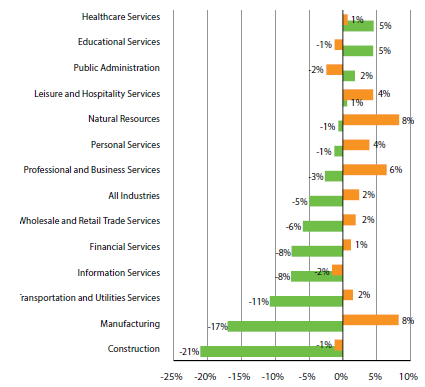 Healthcare Services 1%
5%
Educational Services -1%
5%
Public Administration -2%
2%
Leisure and Hospitality Services 4%
1%
Natural Resources 8%
-1%
Personal Services 4%
-1%
Professional and Business Services 6%
-3%
All Industries 2%
-5%
Wholesale and Retail Trade Services 2%
-6%
Financial Services 1%
-8%
Information Services -2%
-8%
Transportation and Utilities Services 2%
-11%
Manufacturing 8%
-17%
Construction -1%
-21%
-25% -20% -15% -10% -5% 0% 5% 10%